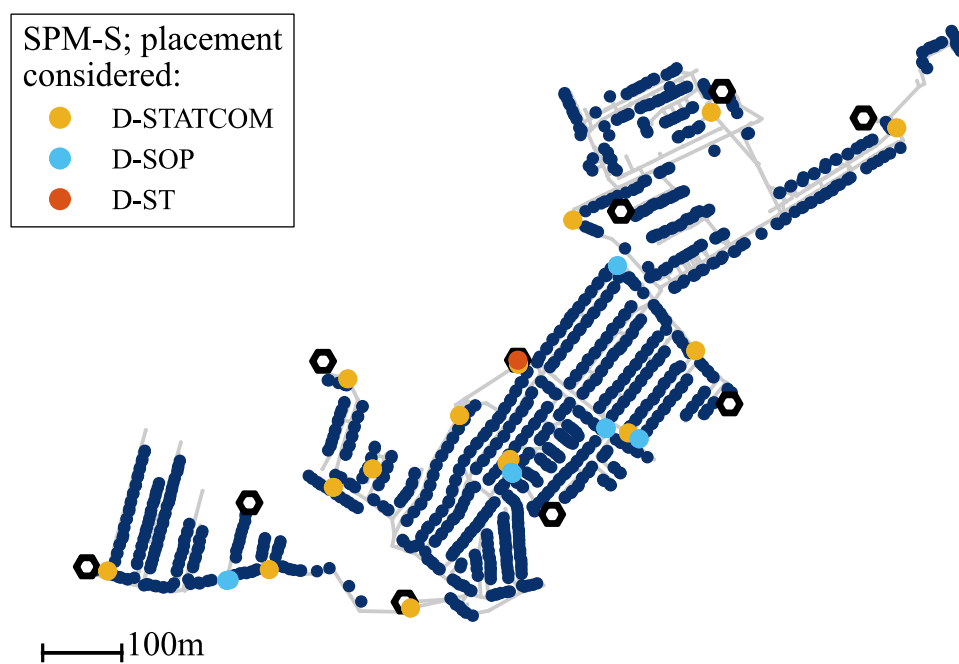 SPM-S; placement
considered:
D-STATCOM
D-SOP
D-ST
100m